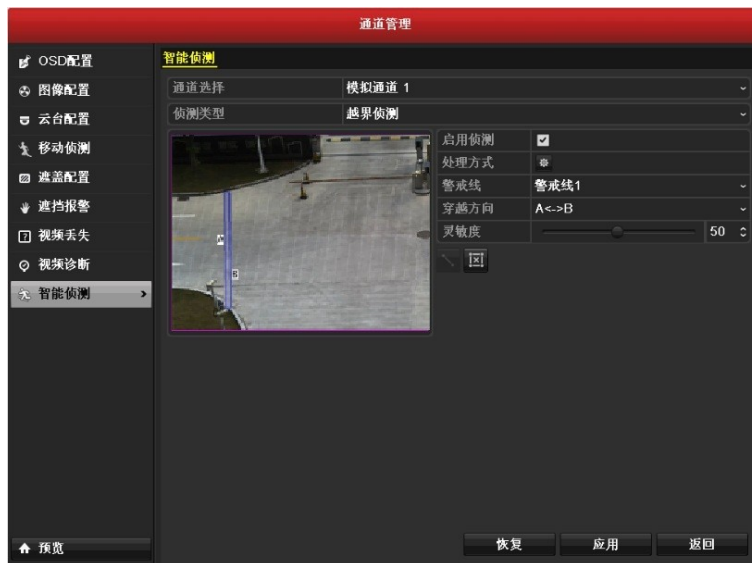 通道管理
OSD配置
图像配置
云台配置
移动侦测
遮盖配置
遮挡报警
视频丢失
视频诊断
智能侦测
预览
智能侦测
通道选择 模拟通道 1
侦测类型 越界侦测
启用侦测
处理方式
警戒线 警戒线1
穿越方向 A<->B
灵敏度 50
A
B
恢复 应用 返回